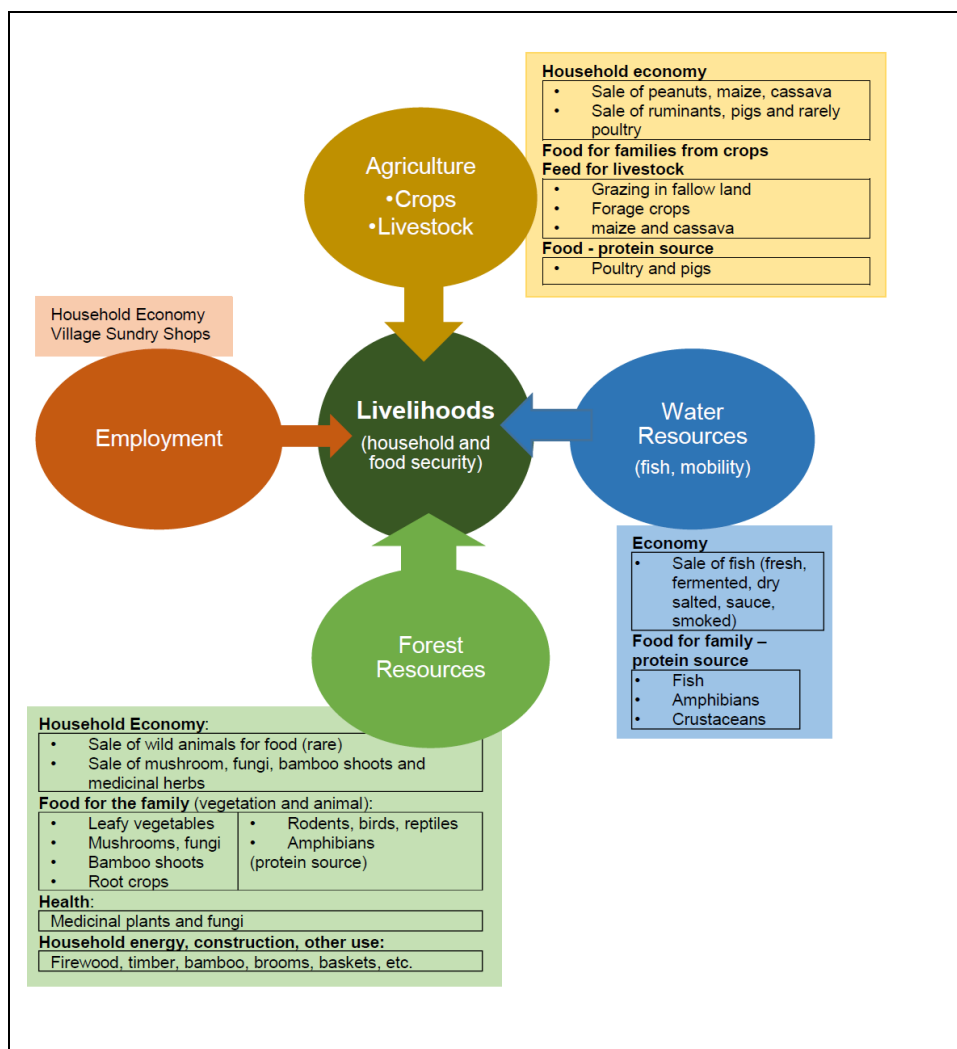 Household economy
• Sale of peanuts, maize, cassava
• Sale of ruminants, pigs and rarely
poultry
Food for families from crops
Feed for livestock
• Grazing in fallow land
• Forage crops
• maize and cassava
Food - protein source
• Poultry and pigs
Agriculture
•Crops
•Livestock
Household Economy
Village Sundry Shops
Employment
Livelihoods
(household and
food security)
Water
Resources
(fish, mobility)
Economy
• Sale of fish (fresh,
fermented, dry
salted, sauce,
smoked)
Food for family –
protein source
• Fish
• Amphibians
• Crustaceans
Forest
Resources
Household Economy:
• Sale of wild animals for food (rare)
• Sale of mushroom, fungi, bamboo shoots and
medicinal herbs
Food for the family (vegetation and animal):
• Leafy vegetables
• Mushrooms, fungi
• Bamboo shoots
• Root crops
• Rodents, birds, reptiles
• Amphibians
(protein source)
Health:
Medicinal plants and fungi
Household energy, construction, other use:
Firewood, timber, bamboo, brooms, baskets, etc.